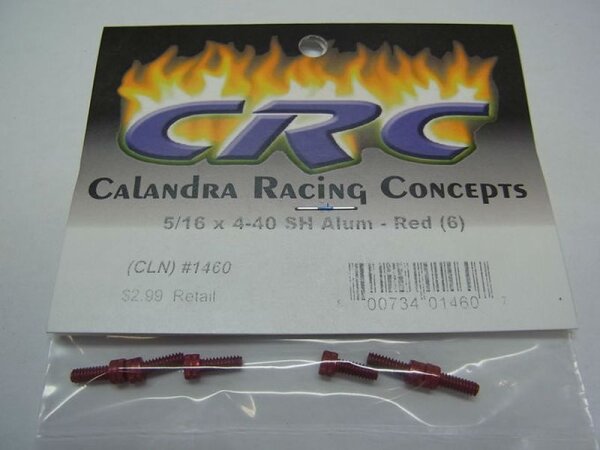 CRC
Calandra Racing Concepts
5/16 x 4-40 SH Alum - Red (6)
(CLN) #1460
$2.99 Retail
00734 01460 7